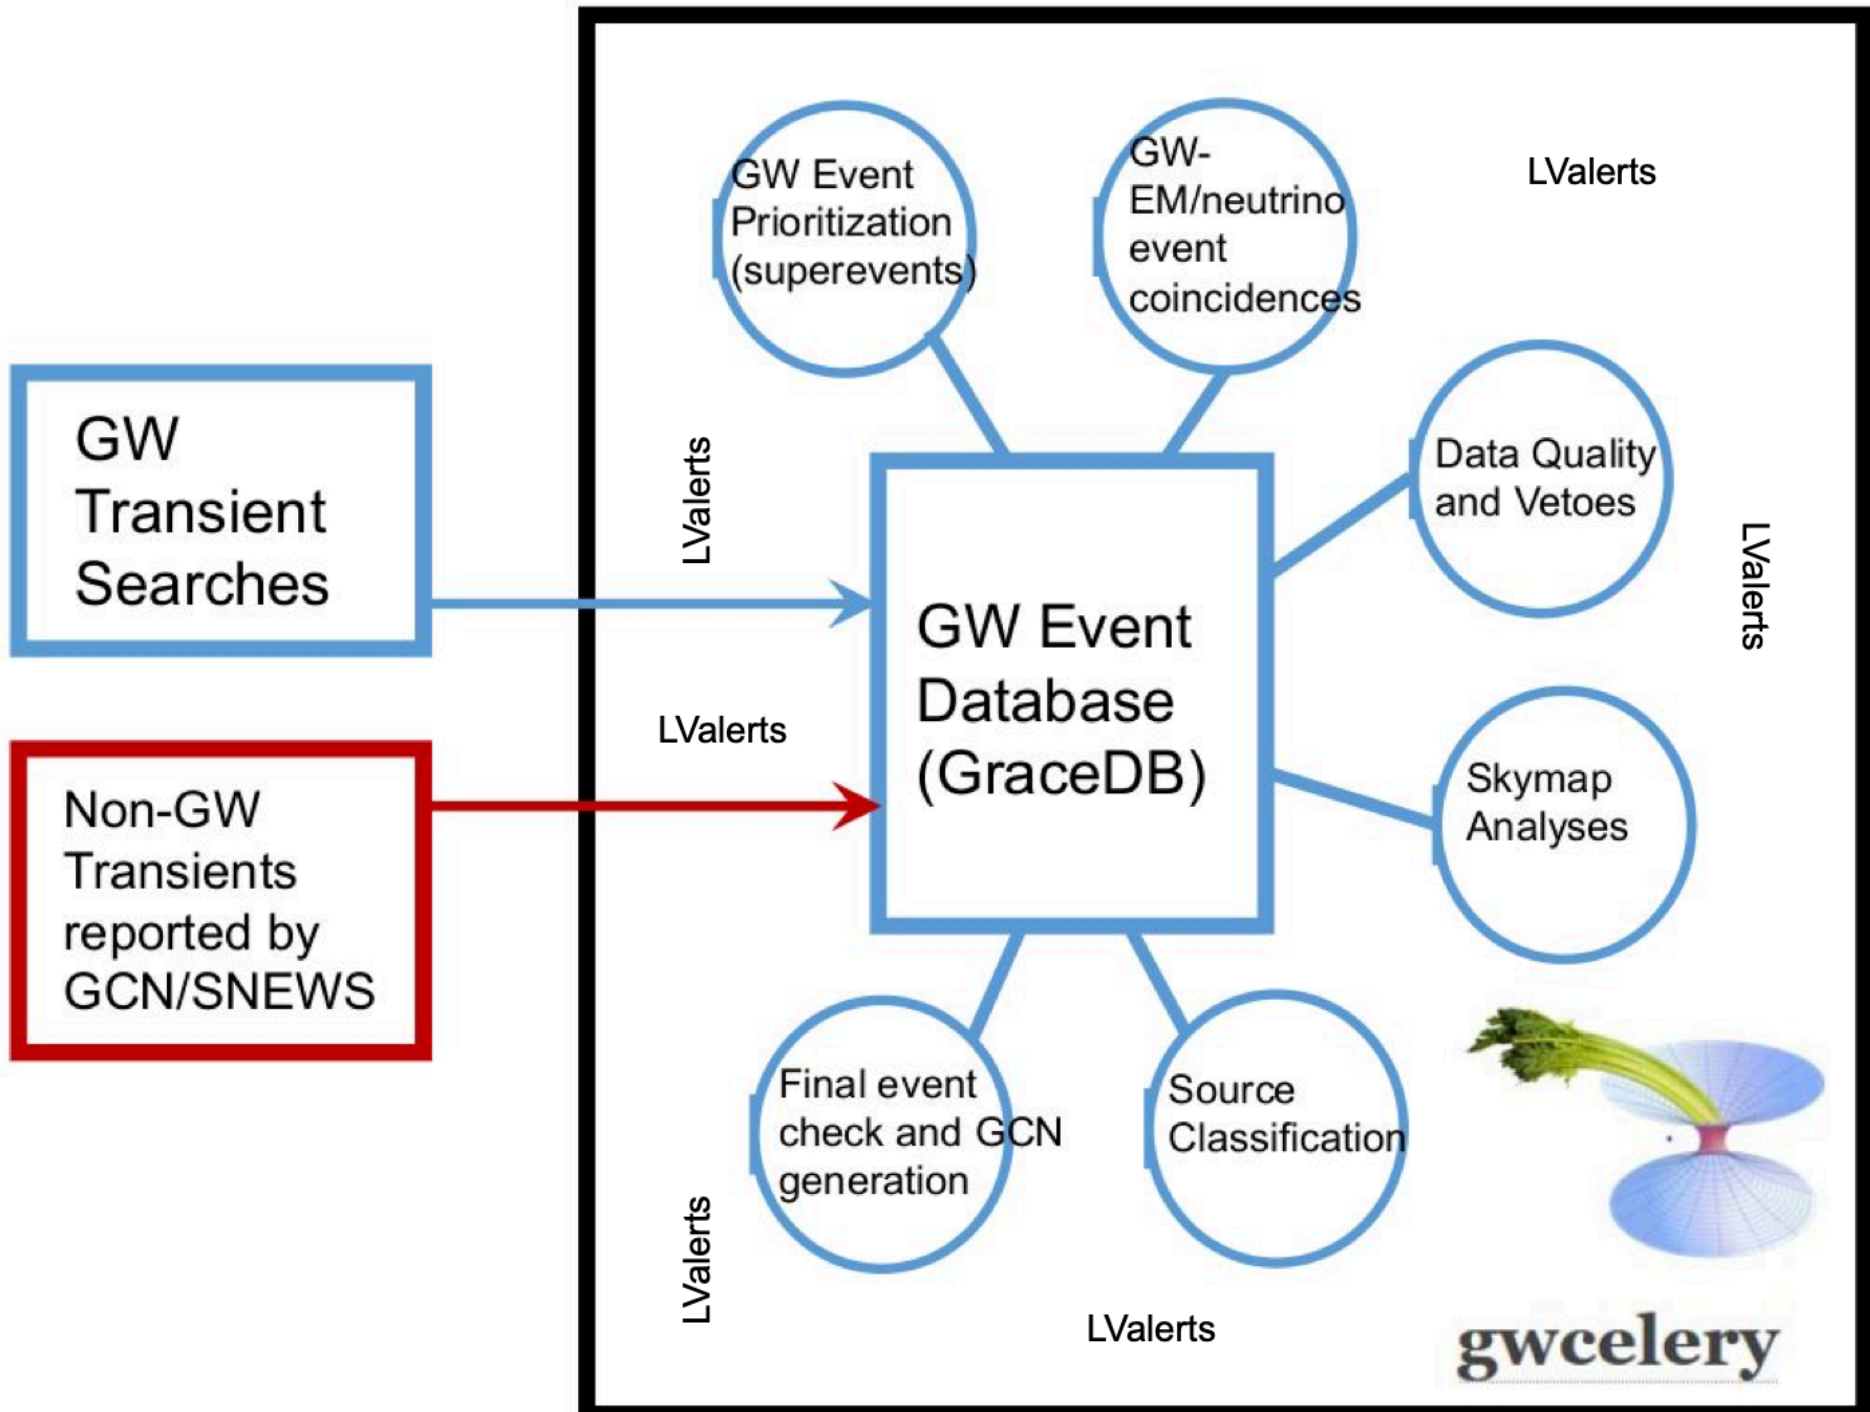 GW Event
Prioritization
(superevents)
GW-
EM/neutrino
event
coincidences
LValerts
GW
Transient
Searches
LValerts
Data Quality
and Vetoes
LValerts
GW Event
Database
(GraceDB)
LValerts
Non-GW
Transients
reported by
GCN/SNEWS
Skymap
Analyses
Final event
check and GCN
generation
Source
Classification
LValerts
LValerts
gwcelery